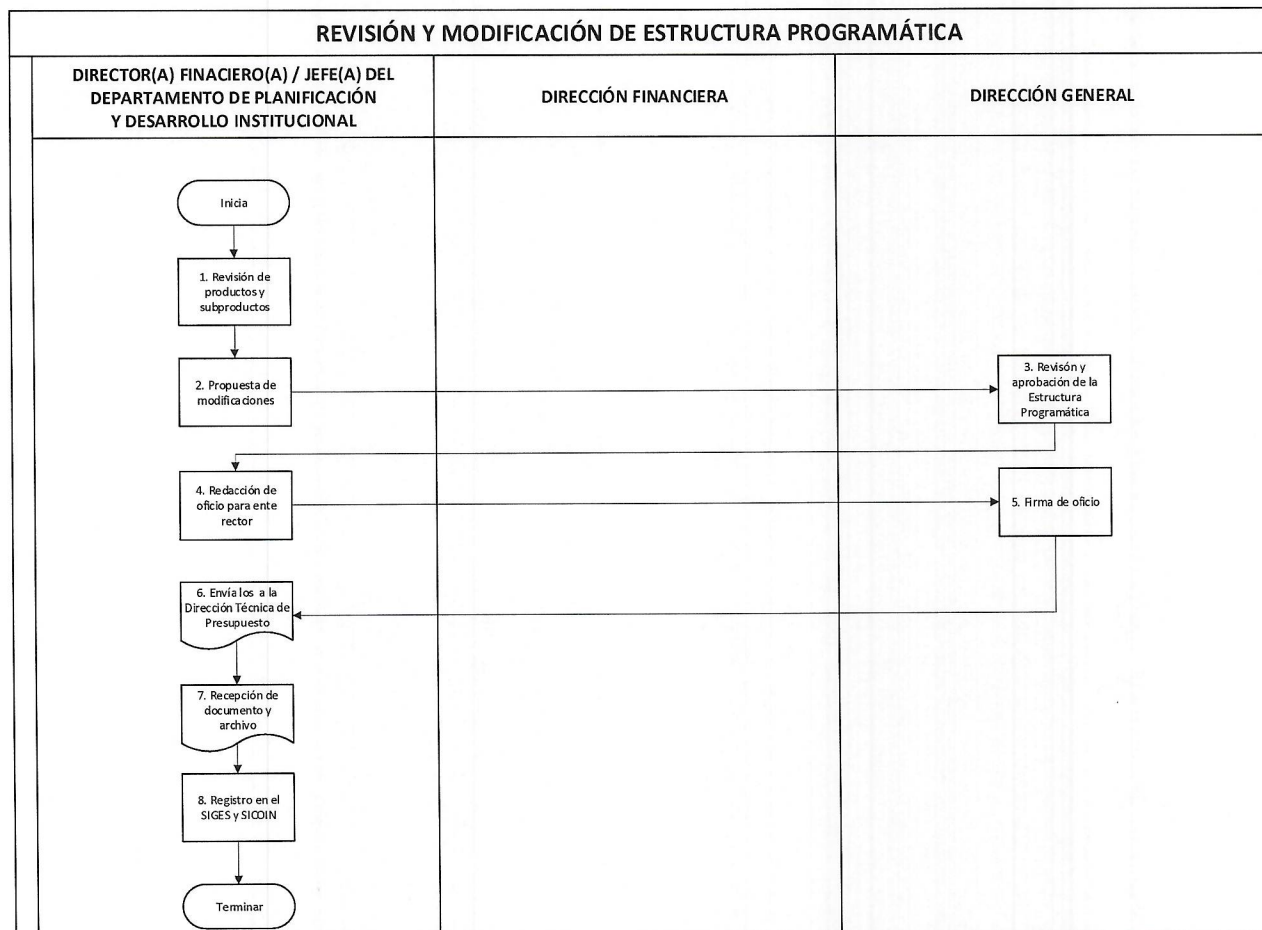 REVISIÓN Y MODIFICACIÓN DE ESTRUCTURA PROGRAMÁTICA
DIRECTOR(A) FINACIERO(A) / JEFE(A) DEL
DEPARTAMENTO DE PLANIFICACIÓN
Y DESARROLLO INSTITUCIONAL
DIRECCIÓN FINANCIERA
DIRECCIÓN GENERAL
Inicia
1. Revisión de
productos y
subproductos
2. Propuesta de
modificaciones
3. Revisón y
aprobación de la
Estructura
Programática
4. Redacción de
oficio para ente
rector
5. Firma de oficio
6. Envía los a la
Dirección Técnica de
Presupuesto
7. Recepción de
documento y
archivo
8. Registro en el
SIGES y SICOIN
Terminar